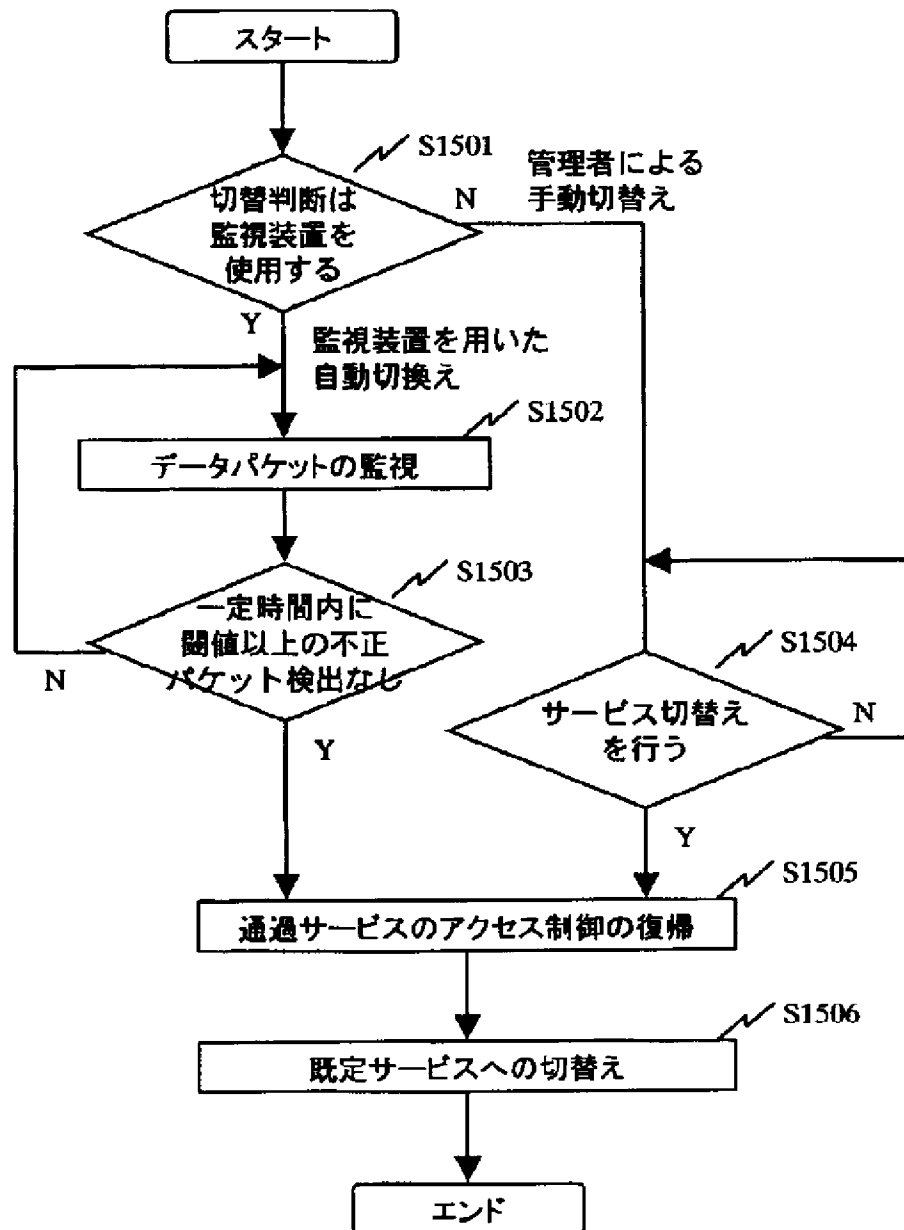 スタート
S1501
切替判断は
監視装置を
使用する
N
管理者による
手動切替え
Y
監視装置を用いた
自動切換え
S1502
データパケットの監視
S1503
一定時間内に
閾値以上の不正
パケット検出なし
N
Y
S1504
サービス切替え
を行う
N
Y
S1505
通過サービスのアクセス制御の復帰
S1506
既定サービスへの切替え
エンド